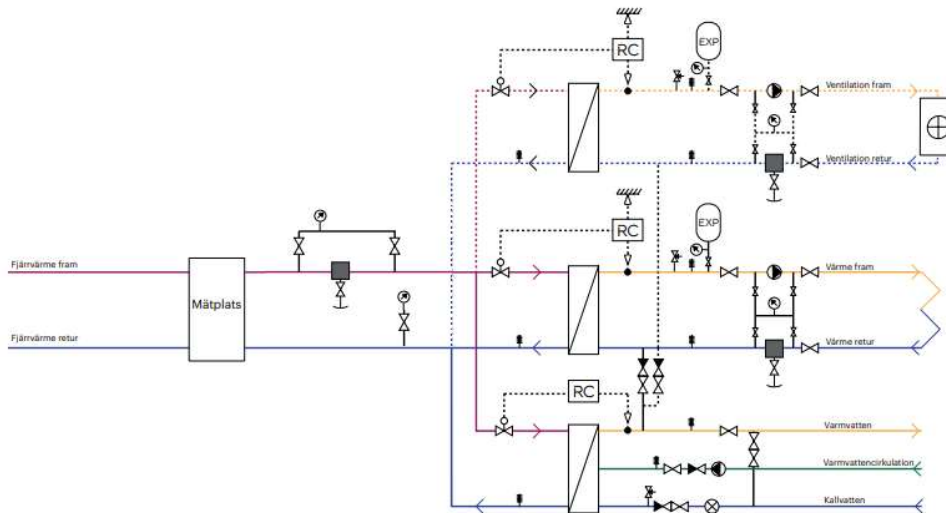 RC
EXP
Ventilation fram
Ventilation retur
RC
EXP
Fjärrvärme fram
Värme fram
Mätplats
Fjärrvärme retur
Värme retur
RC
Varmvatten
Varmvattencirkulation
Kallvatten